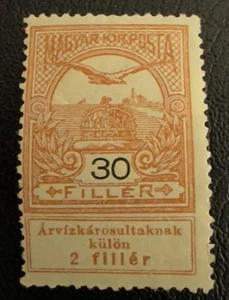 MAGYAR KIR. POSTA
30
FILLÉR
Árvízkárosultaknak
külön
2 fillér